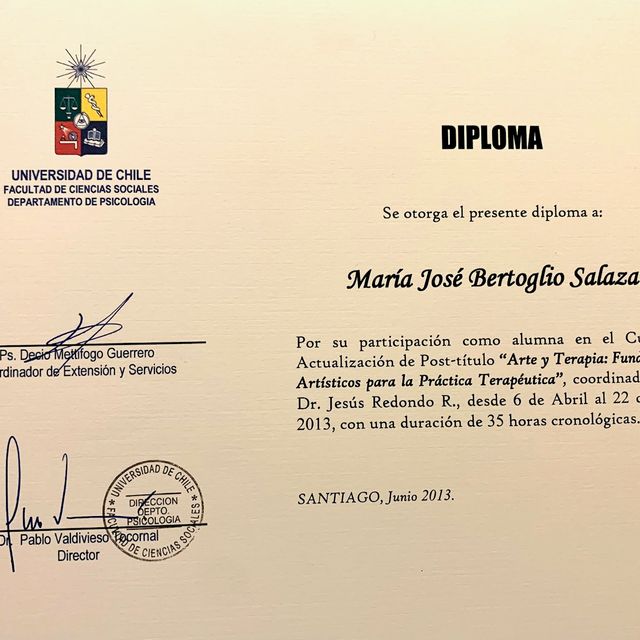 UNIVERSIDAD DE CHILE
FACULTAD DE CIENCIAS SOCIALES
DEPARTAMENTO DE PSICOLOGIA
DIPLOMA
Se otorga el presente diploma a:
María José Bertoglio Salaza
Por su participación como alumna en el Cu
Actualización de Post-título “Arte y Terapia: Fund
Artísticos para la Práctica Terapéutica”, coordinad
Dr. Jesús Redondo R., desde 6 de Abril al 22 d
2013, con una duración de 35 horas cronológicas.
SANTIAGO, Junio 2013.
Ps. Decio Mettifogo Guerrero
rdinador de Extensión y Servicios
UNIVERSIDAD DE CHILE
DIRECCION
DEPTO.
PSICOLOGIA
FACULTAD DE CIENCIAS SOCIALES
Dr. Pablo Valdivieso Tocornal
Director